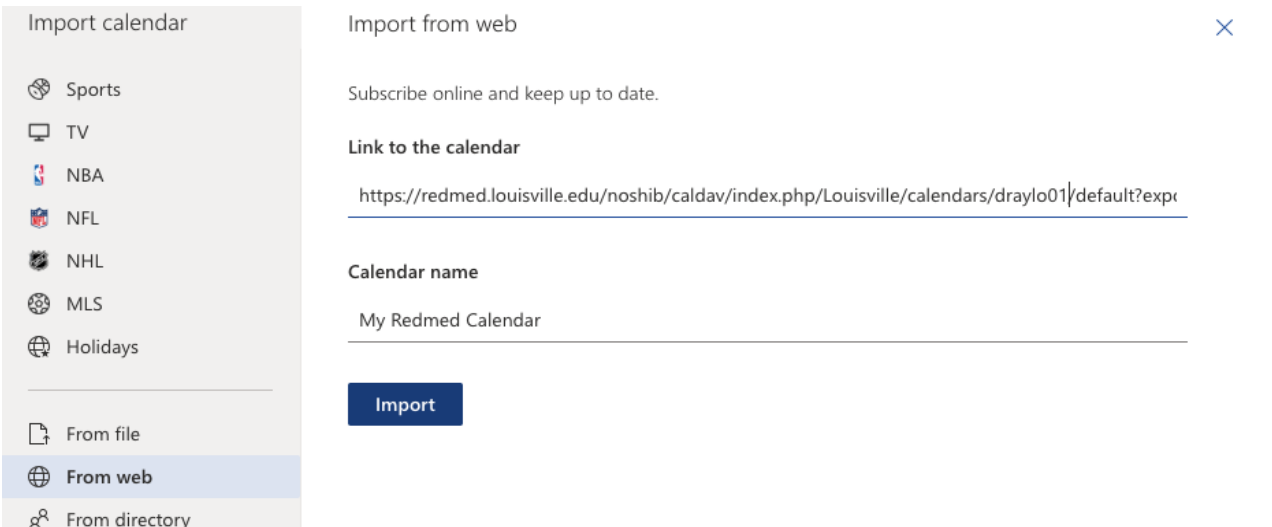 Import calendar
Sports
TV
NBA
NFL
NHL
MLS
Holidays
From file
From web
From directory
Import from web
Subscribe online and keep up to date.
Link to the calendar
https://redmed.louisville.edu/noshib/caldav/index.php/Louisville/calendars/draylo01/default?expo
Calendar name
My Redmed Calendar
Import